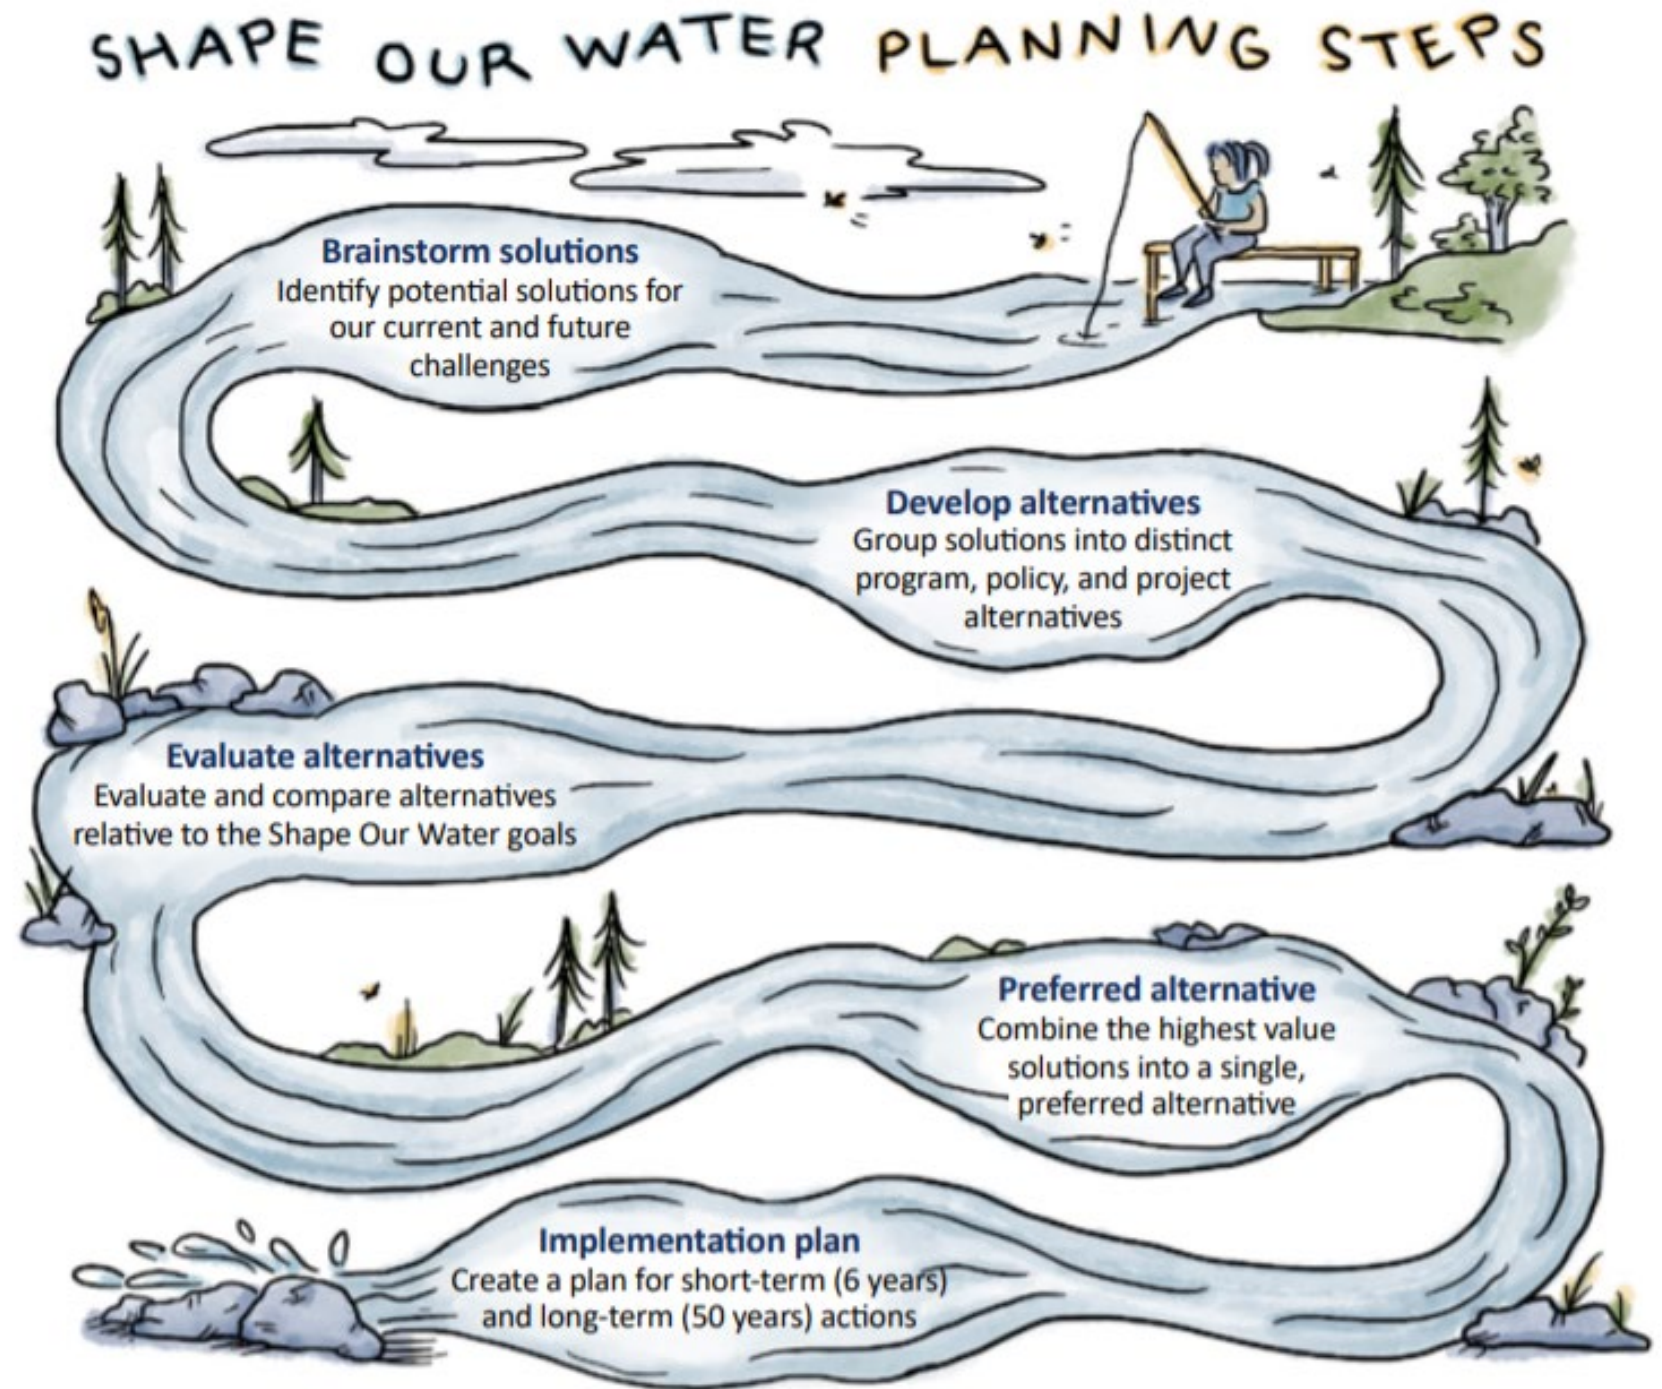 SHAPE OUR WATER PLANNING STEPS
Brainstorm solutions
Identify potential solutions for
our current and future
challenges
Develop alternatives
Group solutions into distinct
program, policy, and project
alternatives
Evaluate alternatives
Evaluate and compare alternatives
relative to the Shape Our Water goals
Preferred alternative
Combine the highest value
solutions into a single,
preferred alternative
Implementation plan
Create a plan for short-term (6 years)
and long-term (50 years) actions